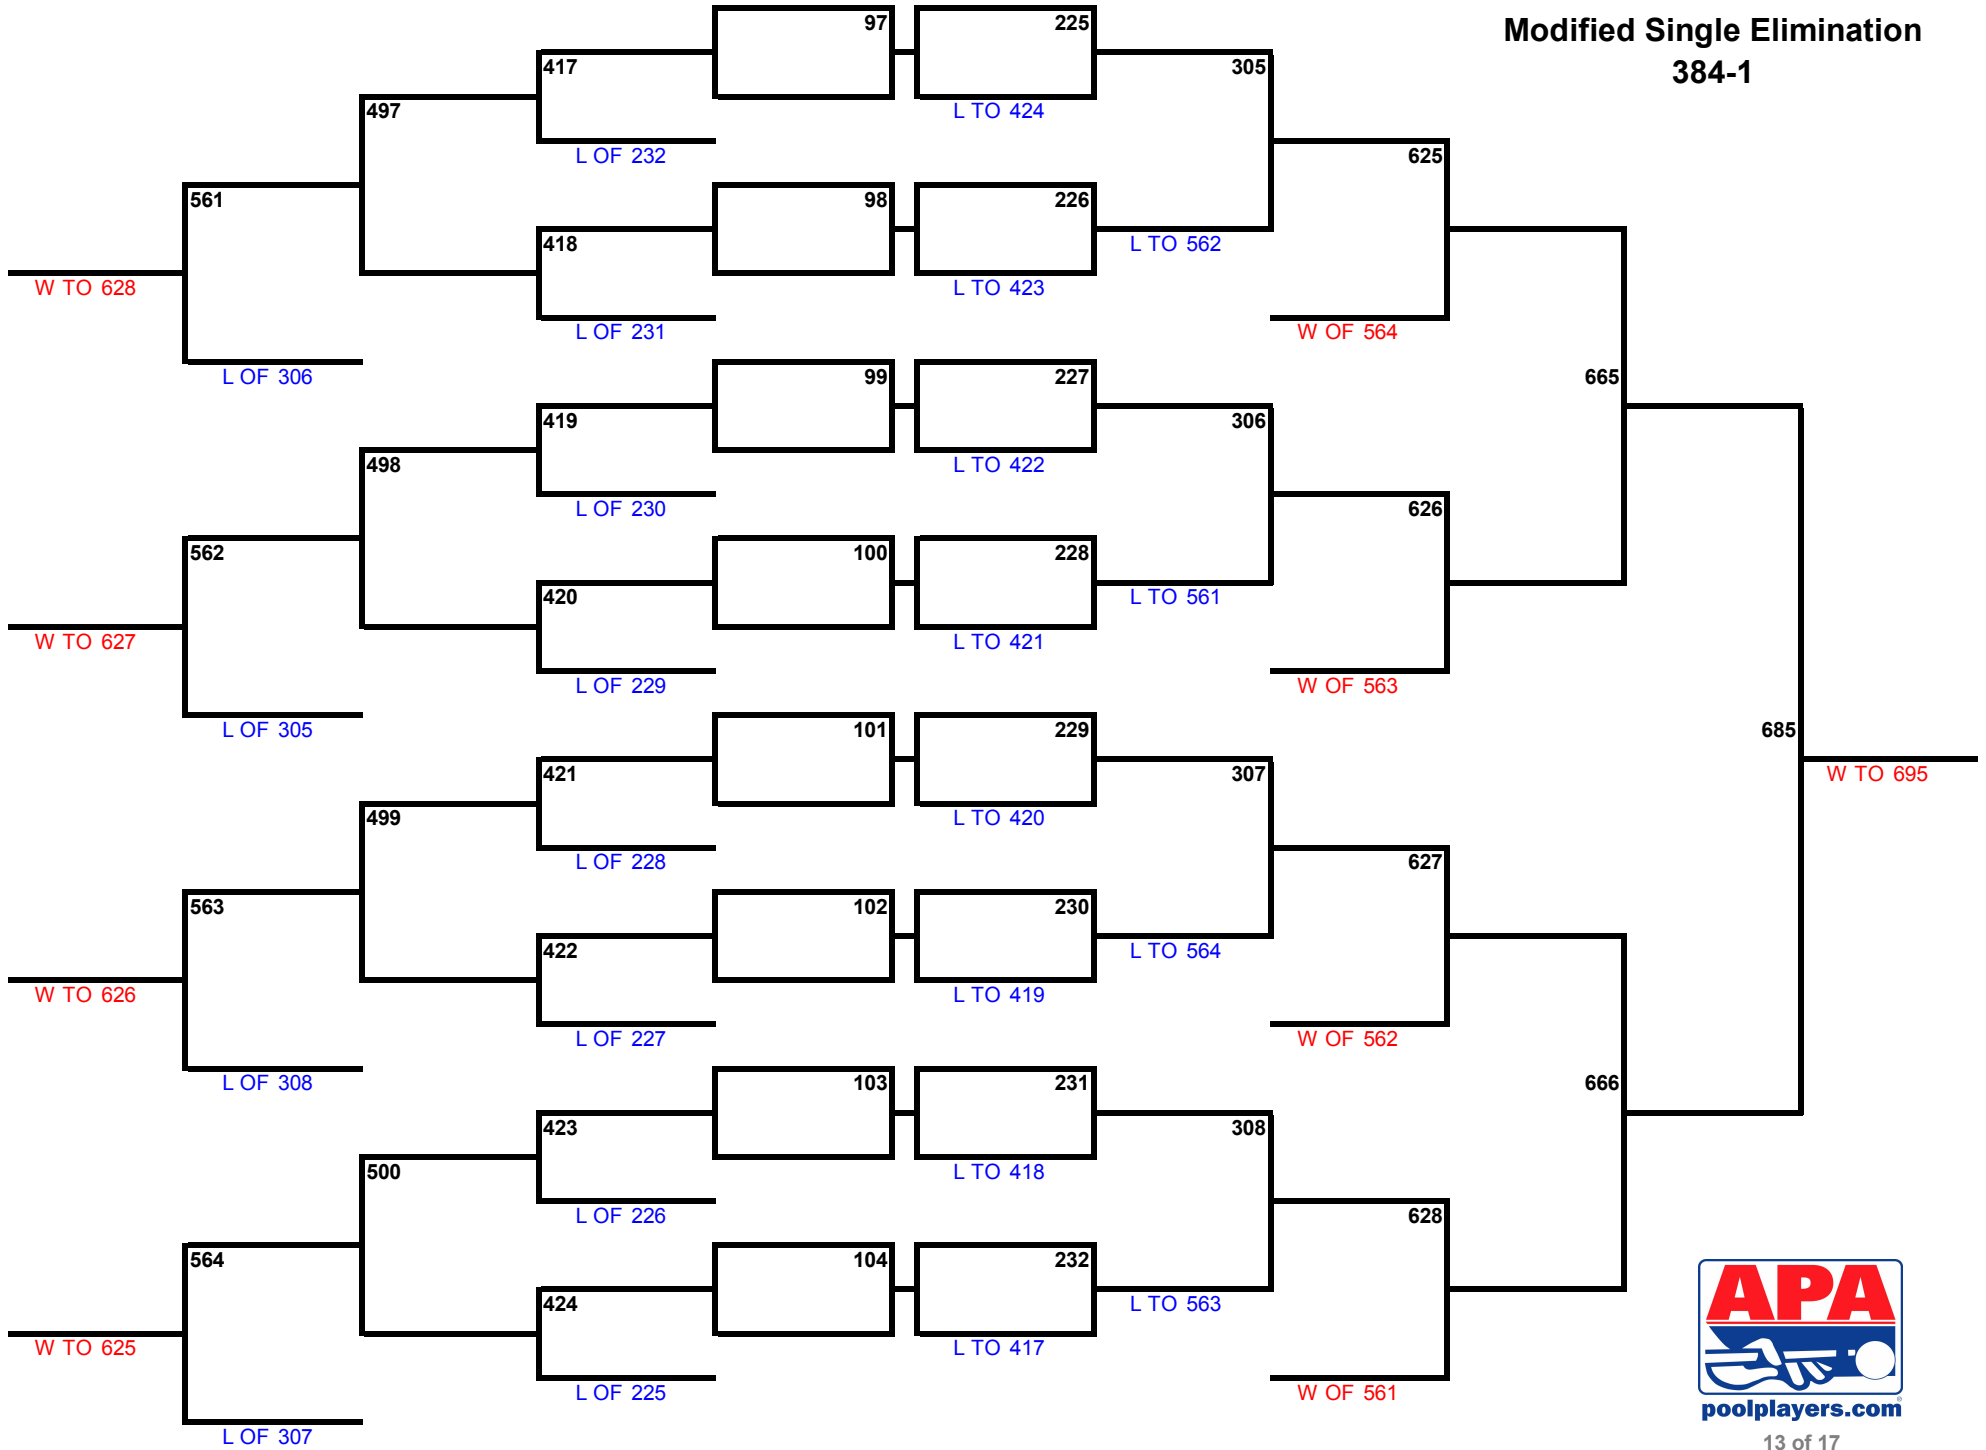 Modified Single Elimination
384-1
97
225
417
305
497
L TO 424
L OF 232
625
561
98
226
418
L TO 562
W TO 628
L TO 423
L OF 231
W OF 564
L OF 306
99
227
665
419
306
498
L TO 422
L OF 230
626
562
100
228
420
L TO 561
W TO 627
L TO 421
L OF 229
W OF 563
L OF 305
101
229
685
421
307
W TO 695
499
L TO 420
L OF 228
627
563
102
230
422
L TO 564
W TO 626
L TO 419
L OF 227
W OF 562
L OF 308
103
231
666
423
308
500
L TO 418
L OF 226
628
564
104
232
424
L TO 563
W TO 625
L TO 417
L OF 225
W OF 561
L OF 307
APA
poolplayers.com
13 of 17